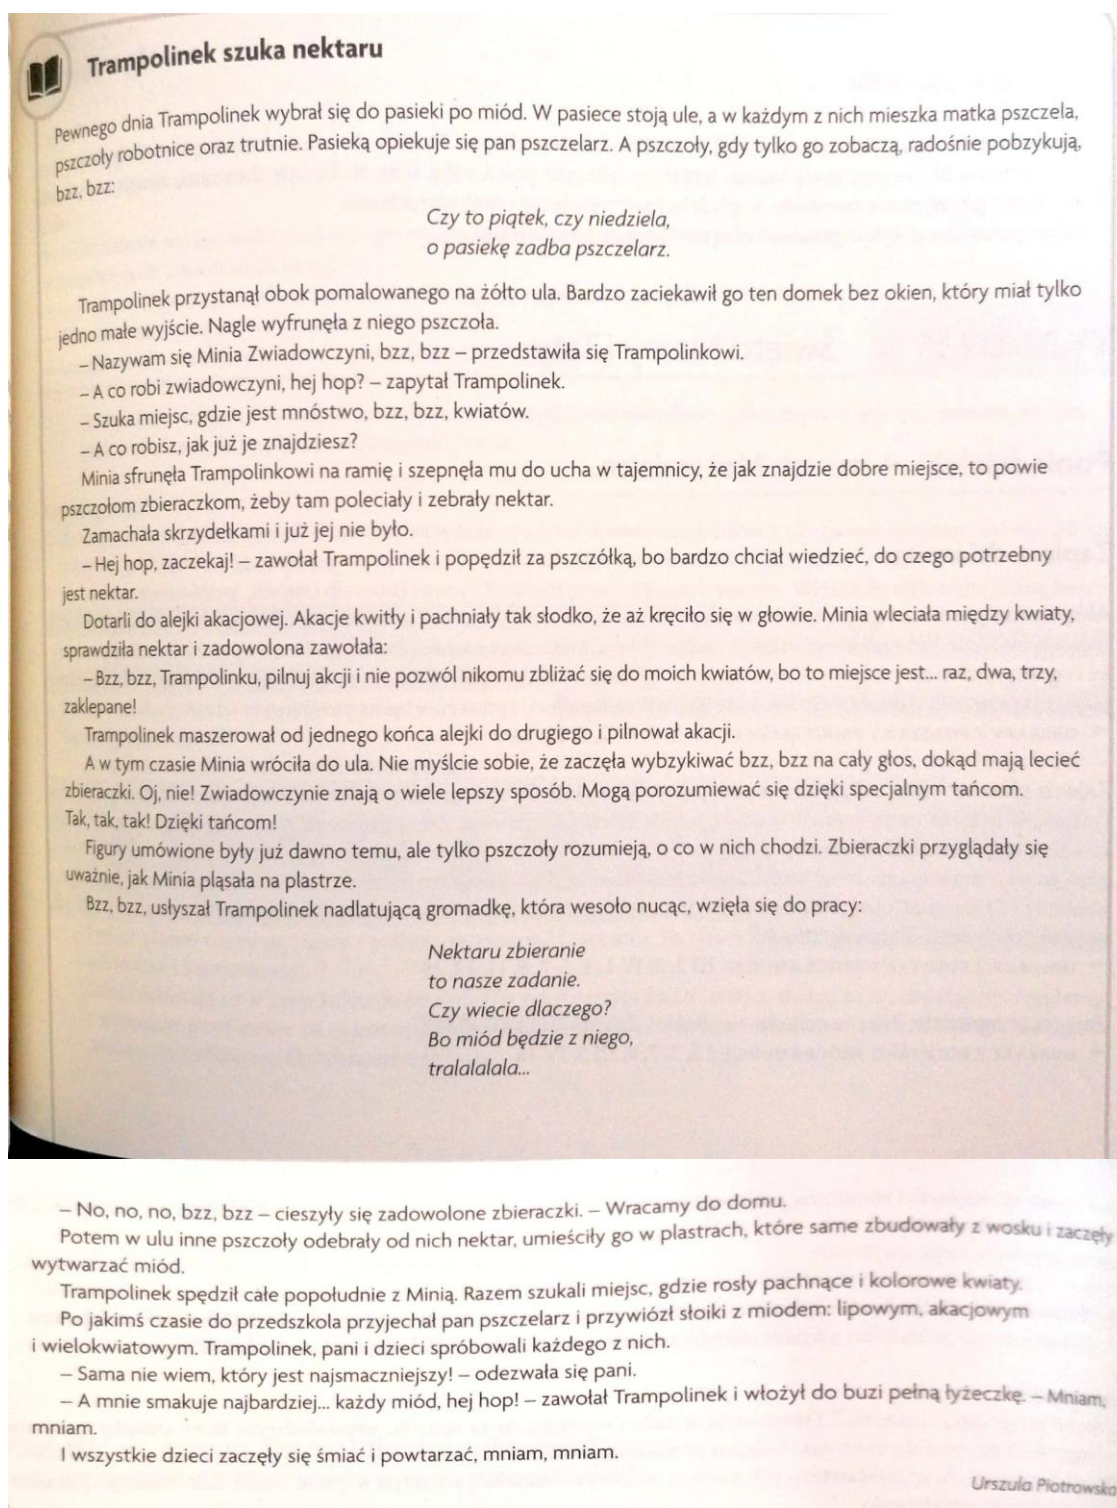 Trampolinek szuka nektaru
Pewnego dnia Trampolinek wybrał się do pasieki po miód. W pasiece stoją ule, a w każdym z nich mieszka matka pszczela,
pszczoły robotnice oraz trutnie. Pasieką opiekuje się pan pszczelarz. A pszczoły, gdy tylko go zobaczą, radośnie pobzykują,
bzz, bzz:
Czy to piątek, czy niedziela,
o pasiekę zadba pszczelarz.
Trampolinek przystanął obok pomalowanego na żółto ula. Bardzo zaciekawił go ten domek bez okien, który miał tylko
jedno małe wyjście. Nagle wyfrunęła z niego pszczoła.
– Nazywam się Minia Zwiadowczyni, bzz, bzz – przedstawiła się Trampolinkowi.
– A co robi zwiadowczyni, hej hop? – zapytał Trampolinek.
– Szuka miejsc, gdzie jest mnóstwo, bzz, bzz, kwiatów.
– A co robisz, jak już je znajdziesz?
Minia sfrunęła Trampolinkowi na ramię i szepnęła mu do ucha w tajemnicy, że jak znajdzie dobre miejsce, to powie
pszczołom zbieraczkom, żeby tam poleciały i zebrały nektar.
Zamachała skrzydełkami i już jej nie było.
– Hej hop, zaczekaj! – zawołał Trampolinek i popędził za pszczółką, bo bardzo chciał wiedzieć, do czego potrzebny
jest nektar.
Dotarli do alejki akacjowej. Akacje kwitły i pachniały tak słodko, że aż kręciło się w głowie. Minia wleciała między kwiaty,
sprawdziła nektar i zadowolona zawołała:
– Bzz, bzz, Trampolinku, pilnuj akcji i nie pozwól nikomu zbliżać się do moich kwiatów, bo to miejsce jest... raz, dwa, trzy,
zaklepane!
Trampolinek maszerował od jednego końca alejki do drugiego i pilnował akacji.
A w tym czasie Minia wróciła do ula. Nie myślcie sobie, że zaczęła wybzykiwać bzz, bzz na cały głos, dokąd mają lecieć
zbieraczki. Oj, nie! Zwiadowczynie znają o wiele lepszy sposób. Mogą porozumiewać się dzięki specjalnym tańcom.
Tak, tak, tak! Dzięki tańcom!
Figury umówione były już dawno temu, ale tylko pszczoły rozumieją, o co w nich chodzi. Zbieraczki przyglądały się
uważnie, jak Minia pląsała na plastrze.
Bzz, bzz, usłyszał Trampolinek nadlatującą gromadkę, która wesoło nucąc, wzięła się do pracy:
Nektaru zbieranie
to nasze zadanie.
Czy wiecie dlaczego?
Bo miód będzie z niego,
tralalalala...
– No, no, no, bzz, bzz – cieszyły się zadowolone zbieraczki. – Wracamy do domu.
Potem w ulu inne pszczoły odebrały od nich nektar, umieściły go w plastrach, które same zbudowały z wosku i zaczęły
wytwarzać miód.
Trampolinek spędził całe popołudnie z Minią. Razem szukali miejsc, gdzie rosły pachnące i kolorowe kwiaty.
Po jakimś czasie do przedszkola przyjechał pan pszczelarz i przywiózł słoiki z miodem: lipowym, akacjowym
i wielokwiatowym. Trampolinek, pani i dzieci spróbowali każdego z nich.
– Sama nie wiem, który jest najsmaczniejszy! – odezwała się pani.
– A mnie smakuje najbardziej... każdy miód, hej hop! – zawołał Trampolinek i włożył do buzi pełną łyżeczkę. – Mniam,
mniam.
I wszystkie dzieci zaczęły się śmiać i powtarzać, mniam, mniam.
Urszula Piotrowska